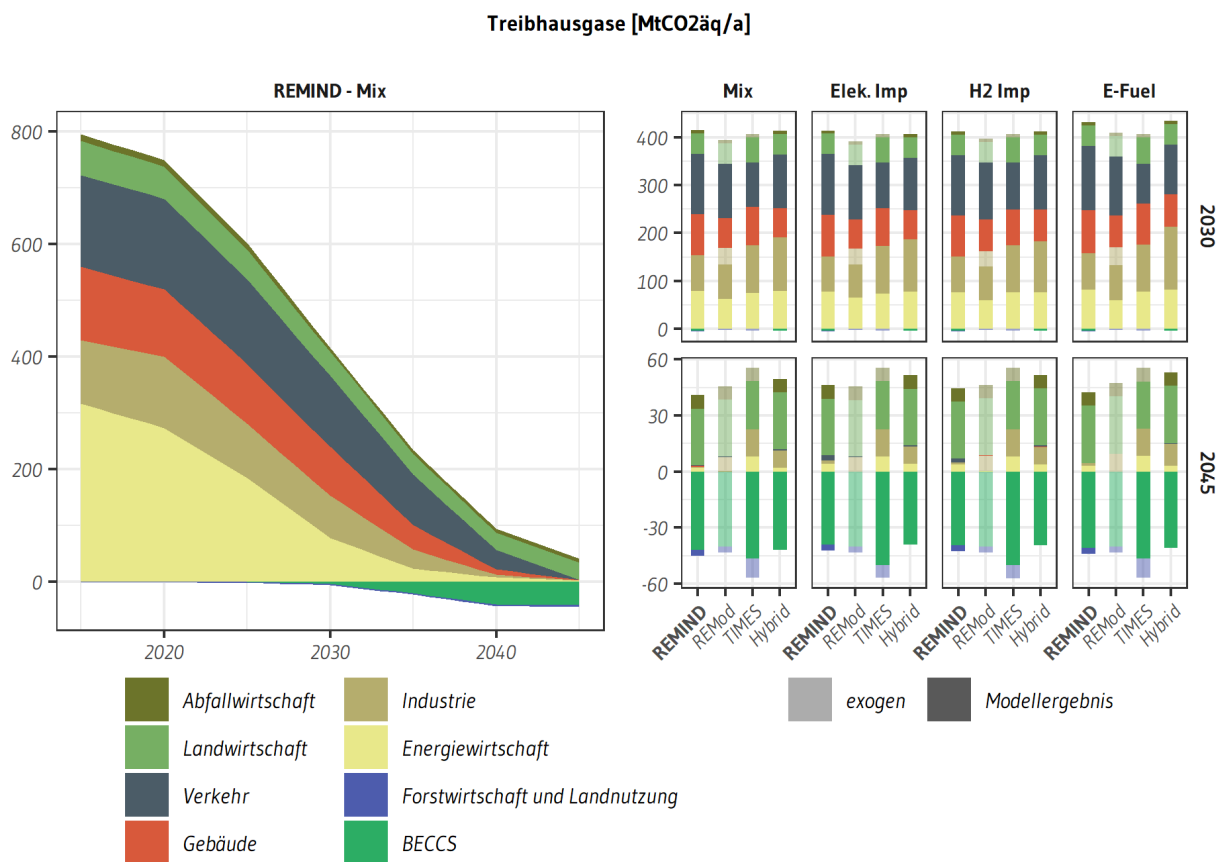 Treibhausgase [MtCO2äq/a]
REMIND - Mix
Mix
Elek. Imp
H2 Imp
E-Fuel
800
600
400
200
0
2020
2030
2040
400
300
200
100
0
2030
60
30
0
-30
-60
2045
REMIND
REMod
TIMES
Hybrid
REMIND
REMod
TIMES
Hybrid
REMIND
REMod
TIMES
Hybrid
REMIND
REMod
TIMES
Hybrid
Abfallwirtschaft
Landwirtschaft
Verkehr
Gebäude
Industrie
Energiewirtschaft
Forstwirtschaft und Landnutzung
BECCS
exogen
Modellergebnis